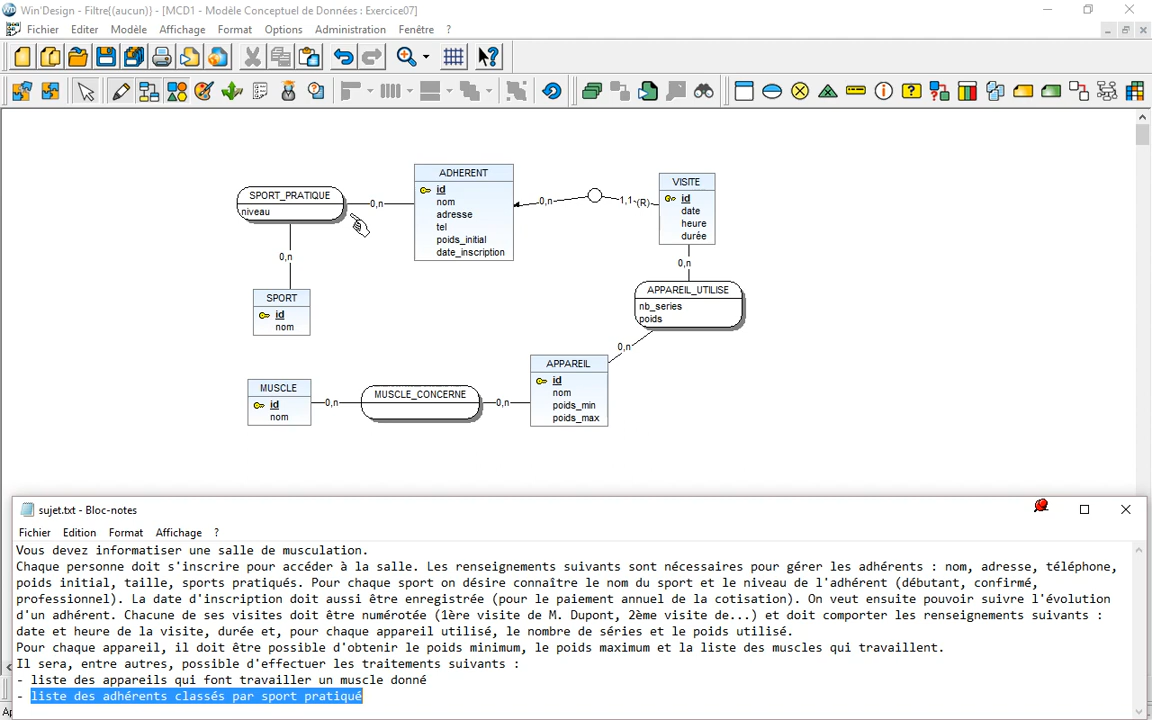 Win'Design - Filtre{(aucun)} - [MCD1 - Modèle Conceptuel de Données : Exercice07]
Fichier Editer Modèle Affichage Format Options Administration Fenêtre ?
SPORT_PRATIQUE
niveau
0,n
ADHERENT
id
nom
adresse
tel
poids_initial
date_inscription
0,n
1,1
(R)
VISITE
id
date
heure
durée
0,n
0,n
SPORT
id
nom
APPAREIL_UTILISE
nb_series
poids
0,n
MUSCLE
id
nom
0,n
MUSCLE_CONCERNE
0,n
APPAREIL
id
nom
poids_min
poids_max
sujet.txt - Bloc-notes
Fichier Edition Format Affichage ?
Vous devez informatiser une salle de musculation.
Chaque personne doit s'inscrire pour accéder à la salle. Les renseignements suivants sont nécessaires pour gérer les adhérents : nom, adresse, téléphone,
poids initial, taille, sports pratiqués. Pour chaque sport on désire connaître le nom du sport et le niveau de l'adhérent (débutant, confirmé,
professionnel). La date d'inscription doit aussi être enregistrée (pour le paiement annuel de la cotisation). On veut ensuite pouvoir suivre l'évolution
d'un adhérent. Chacune de ses visites doit être numérotée (1ère visite de M. Dupont, 2ème visite de...) et doit comporter les renseignements suivants :
date et heure de la visite, durée et, pour chaque appareil utilisé, le nombre de séries et le poids utilisé.
Pour chaque appareil, il doit être possible d'obtenir le poids minimum, le poids maximum et la liste des muscles qui travaillent.
Il sera, entre autres, possible d'effectuer les traitements suivants :
- liste des appareils qui font travailler un muscle donné
- liste des adhérents classés par sport pratiqué